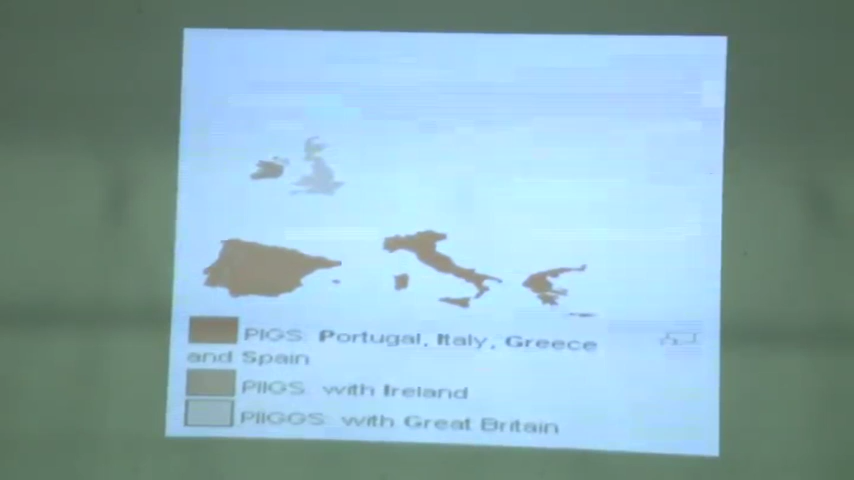 PIGS: Portugal, Italy, Greece
and Spain
PIIGS: with Ireland
PIIGGS: with Great Britain